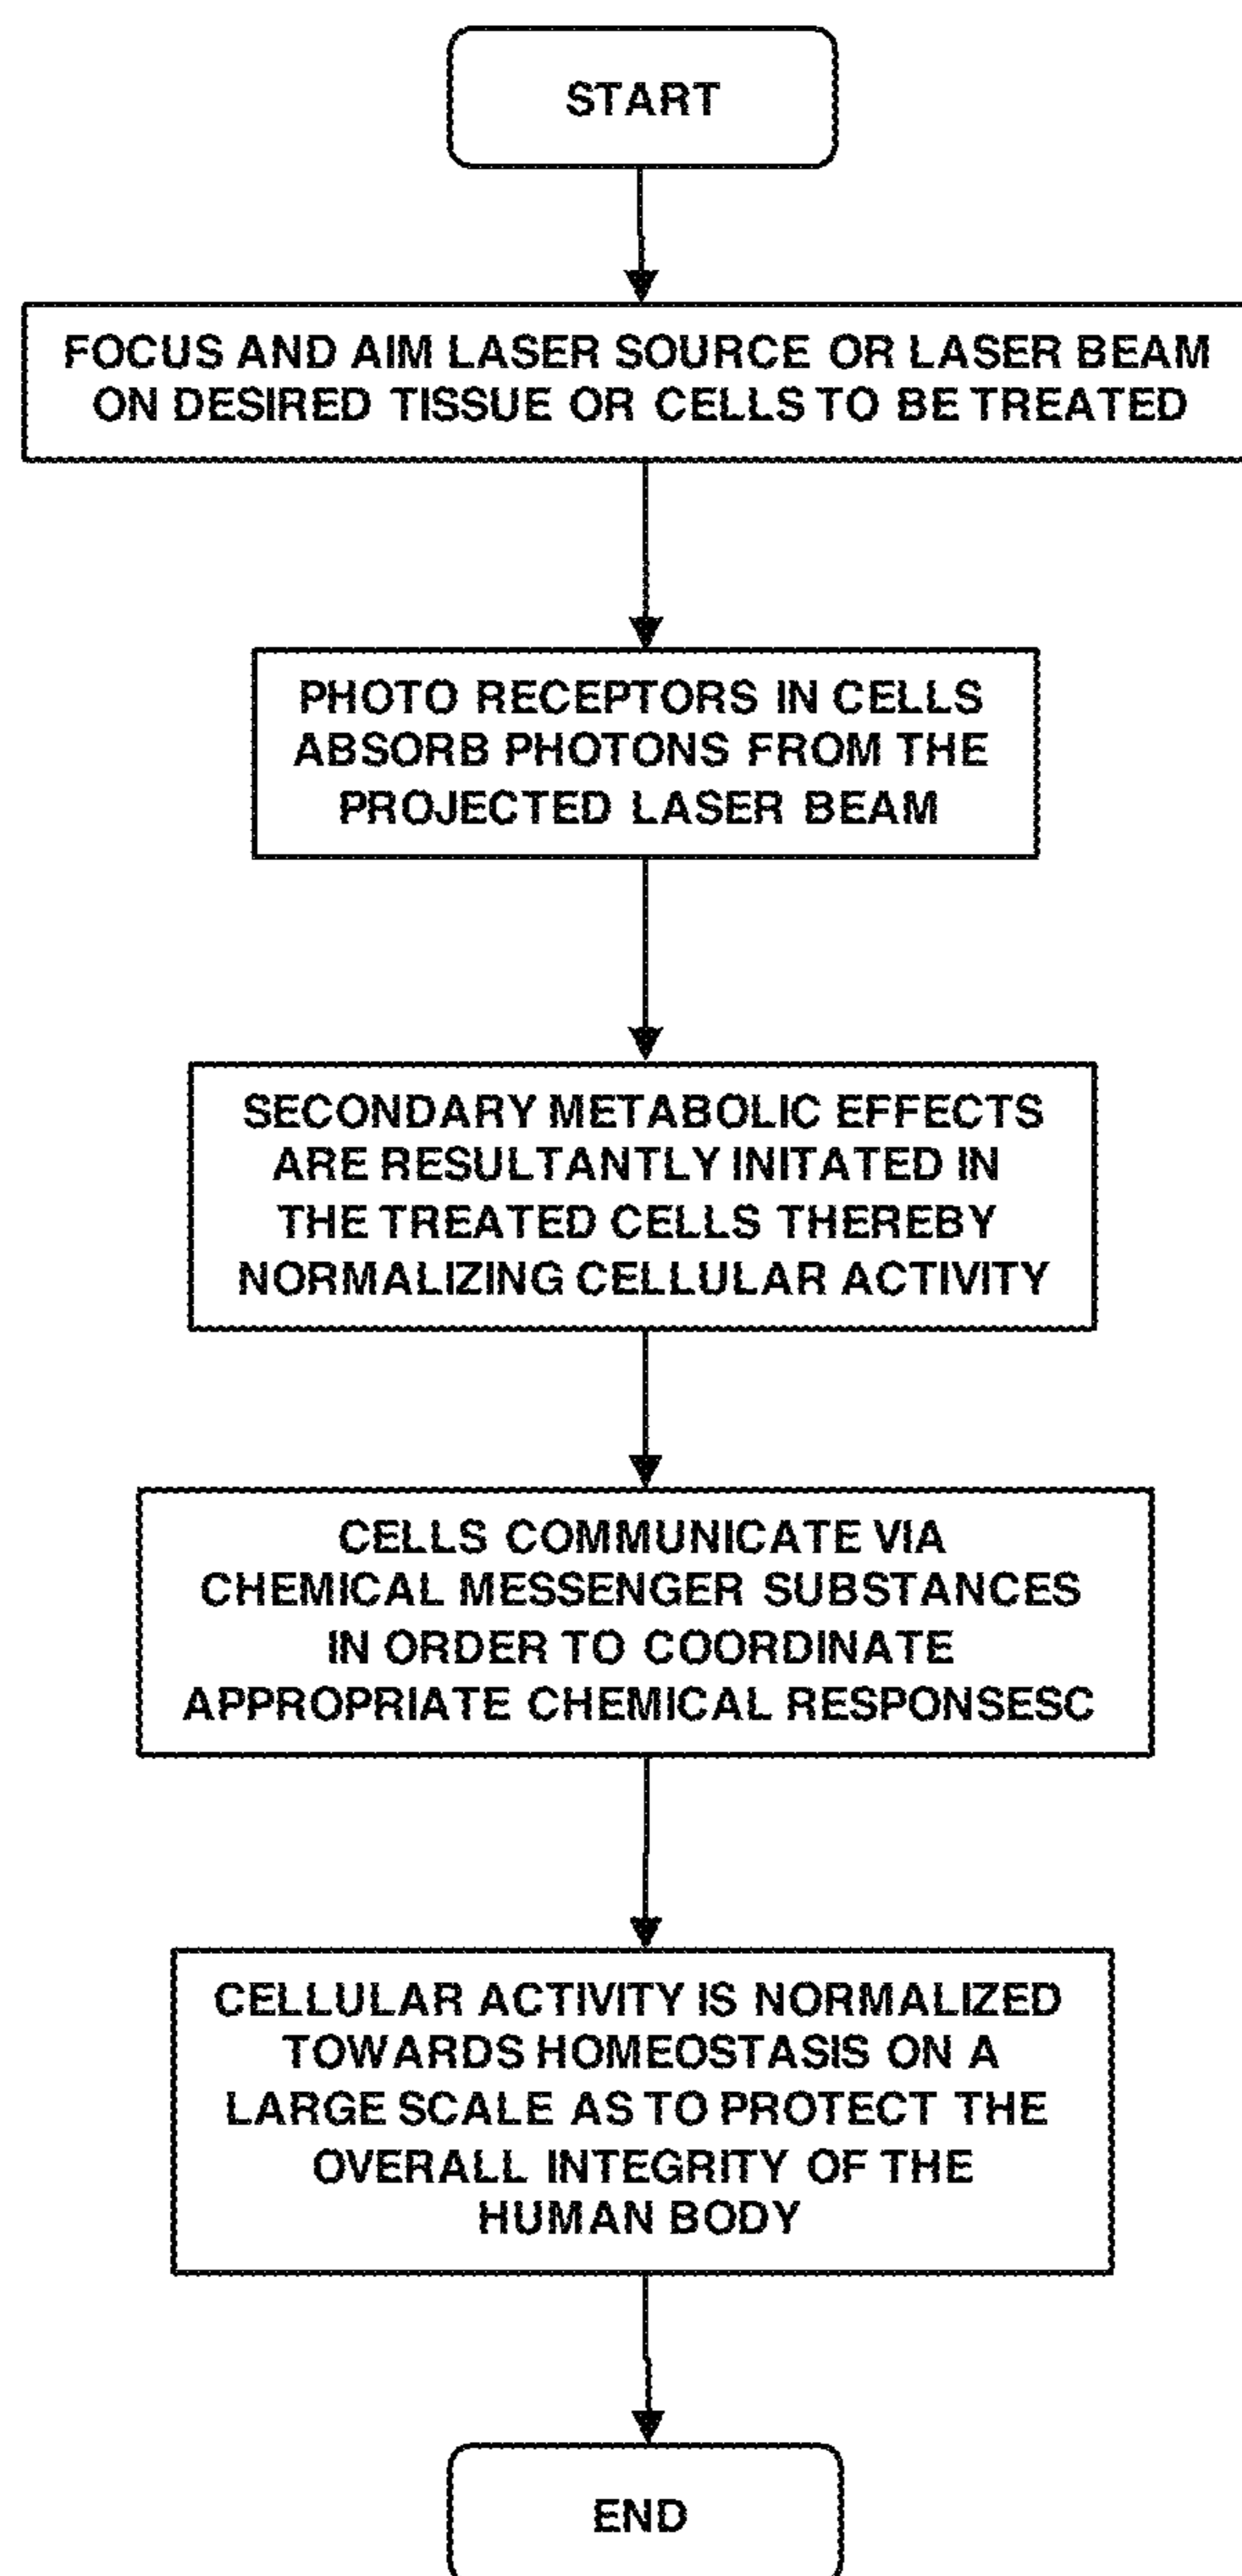 START
FOCUS AND AIM LASER SOURCE OR LASER BEAM
ON DESIRED TISSUE OR CELLS TO BE TREATED
PHOTO RECEPTORS IN CELLS
ABSORB PHOTONS FROM THE
PROJECTED LASER BEAM
SECONDARY METABOLIC EFFECTS
ARE RESULTANTLY INITATED IN
THE TREATED CELLS THEREBY
NORMALIZING CELLULAR ACTIVITY
CELLS COMMUNICATE VIA
CHEMICAL MESSENGER SUBSTANCES
IN ORDER TO COORDINATE
APPROPRIATE CHEMICAL RESPONSESC
CELLULAR ACTIVITY IS NORMALIZED
TOWARDS HOMEOSTASIS ON A
LARGE SCALE AS TO PROTECT THE
OVERALL INTEGRITY OF THE
HUMAN BODY
END